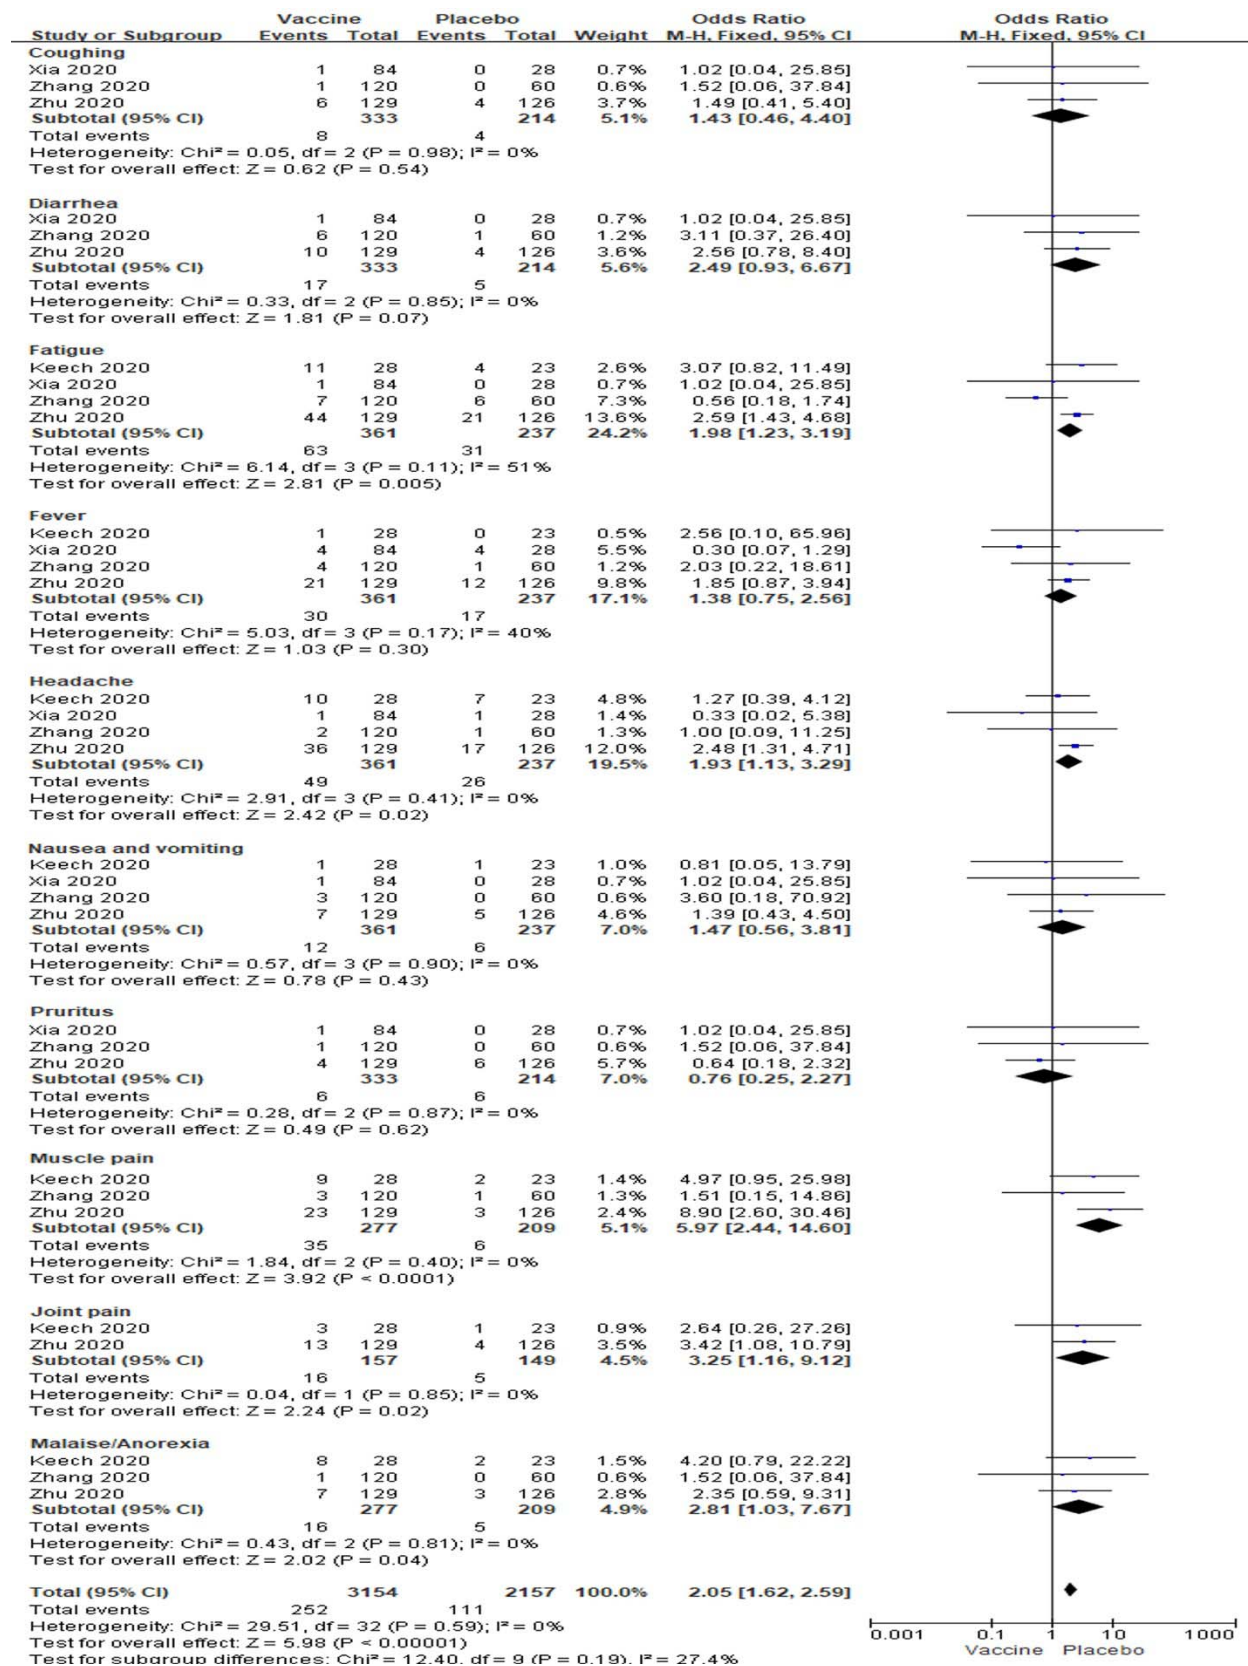 Vaccine Placebo Odds Ratio Odds Ratio
Study or Subgroup Events Total Events Total Weight M-H, Fixed, 95% CI M-H, Fixed, 95% CI
Coughing
Xia 2020 1 84 0 28 0.7% 1.02 [0.04, 25.85]
Zhang 2020 1 120 0 60 0.6% 1.52 [0.06, 37.84]
Zhu 2020 6 129 4 126 3.7% 1.49 [0.41, 5.40]
Subtotal (95% CI) 333 214 5.1% 1.43 [0.46, 4.40]
Total events 8 4
Heterogeneity: Chi² = 0.05, df = 2 (P = 0.98); I² = 0%
Test for overall effect: Z = 0.62 (P = 0.54)
Diarrhea
Xia 2020 1 84 0 28 0.7% 1.02 [0.04, 25.85]
Zhang 2020 6 120 1 60 1.2% 3.11 [0.37, 26.40]
Zhu 2020 10 129 4 126 3.6% 2.56 [0.78, 8.40]
Subtotal (95% CI) 333 214 5.6% 2.49 [0.93, 6.67]
Total events 17 5
Heterogeneity: Chi² = 0.33, df = 2 (P = 0.85); I² = 0%
Test for overall effect: Z = 1.81 (P = 0.07)
Fatigue
Keech 2020 11 28 4 23 2.6% 3.07 [0.82, 11.49]
Xia 2020 1 84 0 28 0.7% 1.02 [0.04, 25.85]
Zhang 2020 7 120 6 60 7.3% 0.56 [0.18, 1.74]
Zhu 2020 44 129 21 126 13.6% 2.59 [1.43, 4.68]
Subtotal (95% CI) 361 237 24.2% 1.98 [1.23, 3.19]
Total events 63 31
Heterogeneity: Chi² = 6.14, df = 3 (P = 0.11); I² = 51%
Test for overall effect: Z = 2.81 (P = 0.005)
Fever
Keech 2020 1 28 0 23 0.5% 2.56 [0.10, 65.96]
Xia 2020 4 84 4 28 5.5% 0.30 [0.07, 1.29]
Zhang 2020 4 120 1 60 1.2% 2.03 [0.22, 18.61]
Zhu 2020 21 129 12 126 9.8% 1.85 [0.87, 3.94]
Subtotal (95% CI) 361 237 17.1% 1.38 [0.75, 2.56]
Total events 30 17
Heterogeneity: Chi² = 5.03, df = 3 (P = 0.17); I² = 40%
Test for overall effect: Z = 1.03 (P = 0.30)
Headache
Keech 2020 10 28 7 23 4.8% 1.27 [0.39, 4.12]
Xia 2020 1 84 1 28 1.4% 0.33 [0.02, 5.38]
Zhang 2020 2 120 1 60 1.3% 1.00 [0.09, 11.25]
Zhu 2020 36 129 17 126 12.0% 2.48 [1.31, 4.71]
Subtotal (95% CI) 361 237 19.5% 1.93 [1.13, 3.29]
Total events 49 26
Heterogeneity: Chi² = 2.91, df = 3 (P = 0.41); I² = 0%
Test for overall effect: Z = 2.42 (P = 0.02)
Nausea and vomiting
Keech 2020 1 28 1 23 1.0% 0.81 [0.05, 13.79]
Xia 2020 1 84 0 28 0.7% 1.02 [0.04, 25.85]
Zhang 2020 3 120 0 60 0.6% 3.60 [0.18, 70.92]
Zhu 2020 7 129 5 126 4.6% 1.39 [0.43, 4.50]
Subtotal (95% CI) 361 237 7.0% 1.47 [0.56, 3.81]
Total events 12 6
Heterogeneity: Chi² = 0.57, df = 3 (P = 0.90); I² = 0%
Test for overall effect: Z = 0.78 (P = 0.43)
Pruritus
Xia 2020 1 84 0 28 0.7% 1.02 [0.04, 25.85]
Zhang 2020 1 120 0 60 0.6% 1.52 [0.06, 37.84]
Zhu 2020 4 129 6 126 5.7% 0.64 [0.18, 2.32]
Subtotal (95% CI) 333 214 7.0% 0.76 [0.25, 2.27]
Total events 6 6
Heterogeneity: Chi² = 0.28, df = 2 (P = 0.87); I² = 0%
Test for overall effect: Z = 0.49 (P = 0.62)
Muscle pain
Keech 2020 9 28 2 23 1.4% 4.97 [0.95, 25.98]
Zhang 2020 3 120 1 60 1.3% 1.51 [0.15, 14.86]
Zhu 2020 23 129 3 126 2.4% 8.90 [2.60, 30.46]
Subtotal (95% CI) 277 209 5.1% 5.97 [2.44, 14.60]
Total events 35 6
Heterogeneity: Chi² = 1.84, df = 2 (P = 0.40); I² = 0%
Test for overall effect: Z = 3.92 (P < 0.0001)
Joint pain
Keech 2020 3 28 1 23 0.9% 2.64 [0.26, 27.26]
Zhu 2020 13 129 4 126 3.5% 3.42 [1.08, 10.79]
Subtotal (95% CI) 157 149 4.5% 3.25 [1.16, 9.12]
Total events 16 5
Heterogeneity: Chi² = 0.04, df = 1 (P = 0.85); I² = 0%
Test for overall effect: Z = 2.24 (P = 0.02)
Malaise/Anorexia
Keech 2020 8 28 2 23 1.5% 4.20 [0.79, 22.22]
Zhang 2020 1 120 0 60 0.6% 1.52 [0.06, 37.84]
Zhu 2020 7 129 3 126 2.8% 2.35 [0.59, 9.31]
Subtotal (95% CI) 277 209 4.9% 2.81 [1.03, 7.67]
Total events 16 5
Heterogeneity: Chi² = 0.43, df = 2 (P = 0.81); I² = 0%
Test for overall effect: Z = 2.02 (P = 0.04)
Total (95% CI) 3154 2157 100.0% 2.05 [1.62, 2.59]
Total events 252 111
Heterogeneity: Chi² = 29.51, df = 32 (P = 0.59); I² = 0%
Test for overall effect: Z = 5.98 (P < 0.00001)
Test for subgroup differences: Chi² = 12.40, df = 9 (P = 0.19), I² = 27.4%
0.001 0.1 1 10 1000
Vaccine Placebo